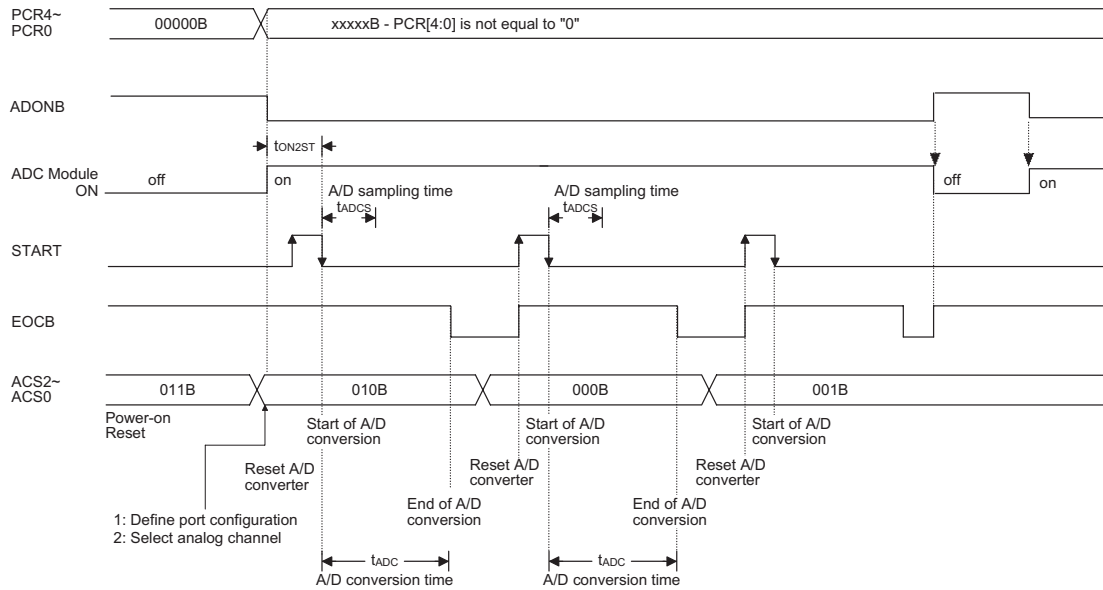 PCR4~
PCR0
00000B
xxxxxB - PCR[4:0] is not equal to "0"
ADONB
tON2ST
ADC Module
ON
off
on
off
on
A/D sampling time
tADCS
A/D sampling time
tADCS
START
EOCB
ACS2~
ACS0
011B
010B
000B
001B
Power-on
Reset
Start of A/D
conversion
Start of A/D
conversion
Start of A/D
conversion
Reset A/D
converter
Reset A/D
converter
Reset A/D
converter
End of A/D
conversion
End of A/D
conversion
1: Define port configuration
2: Select analog channel
tADC
A/D conversion time
tADC
A/D conversion time